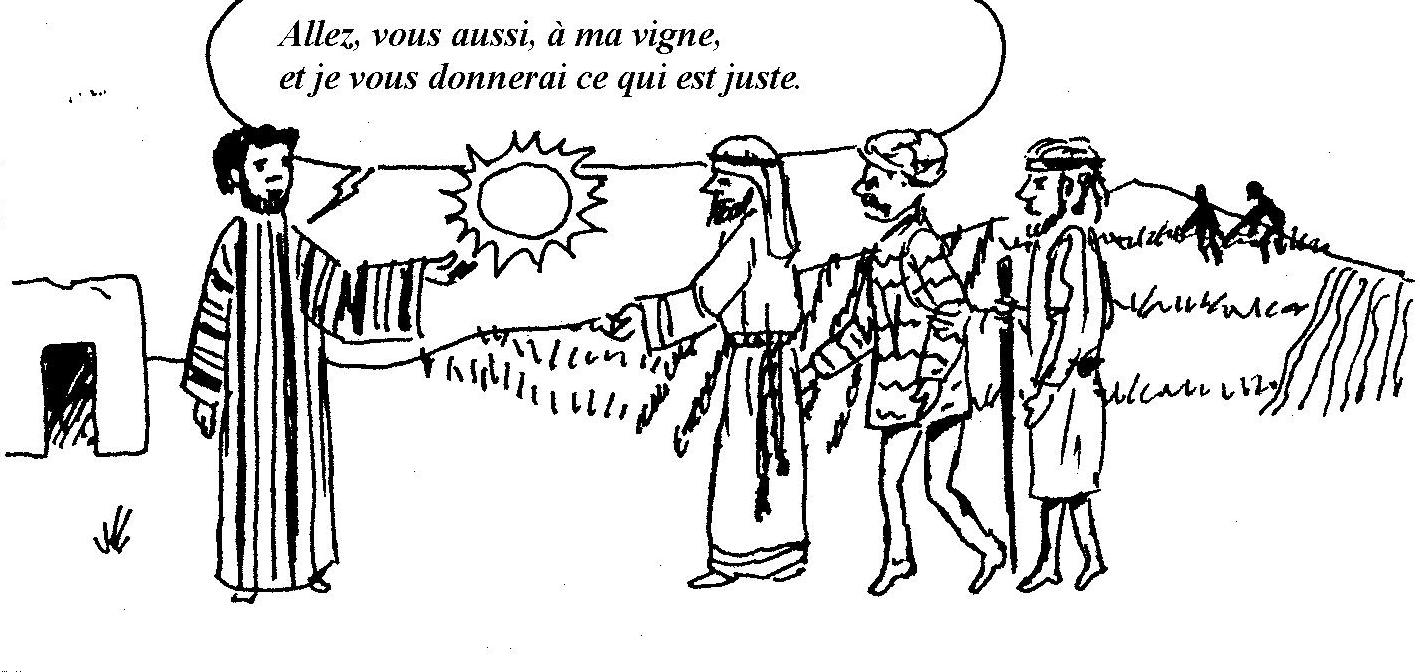 Allez, vous aussi, à ma vigne,
et je vous donnerai ce qui est juste.